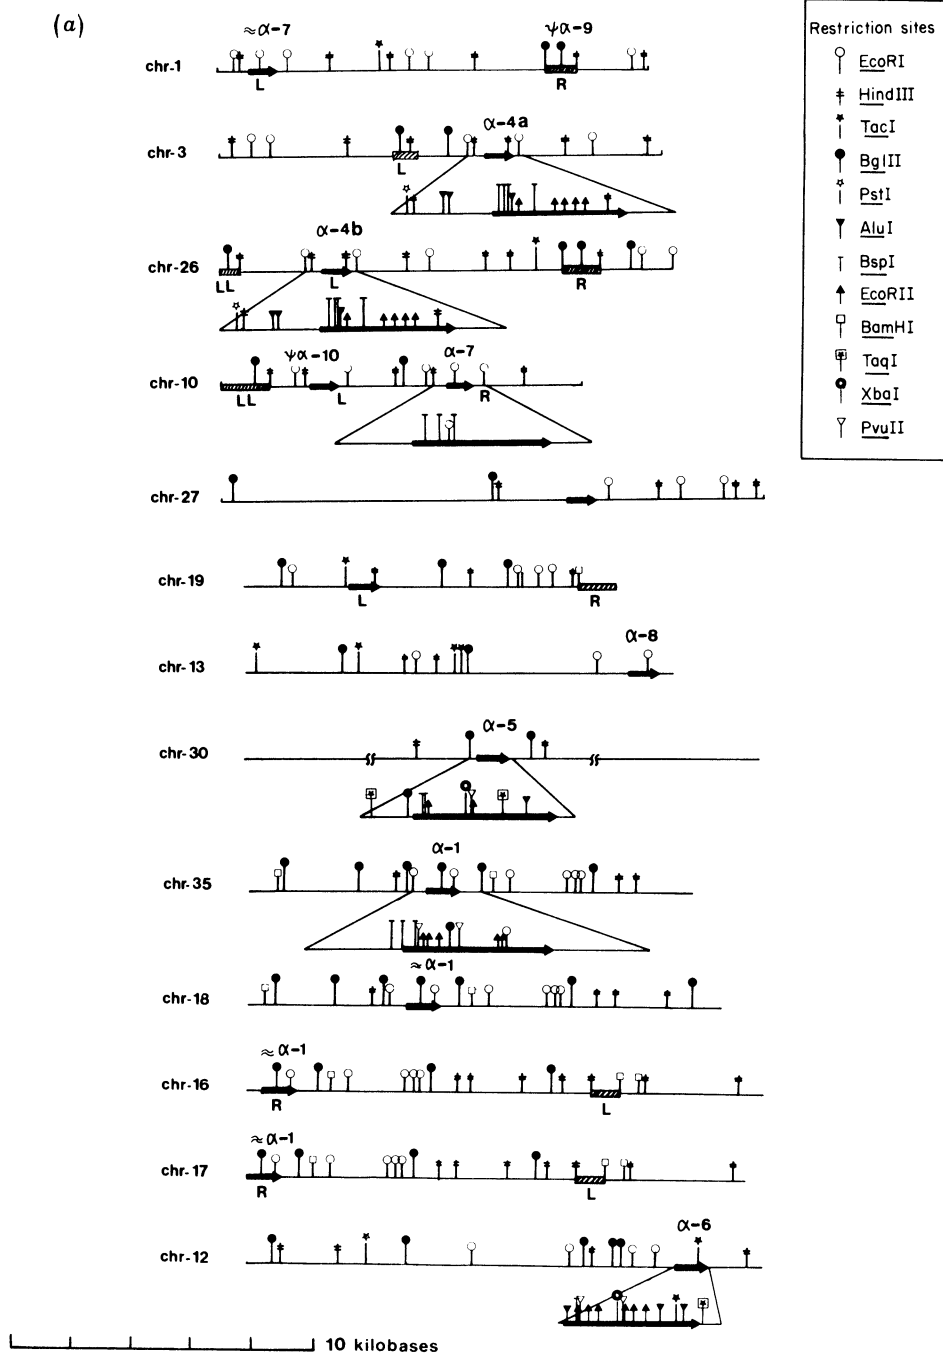 (a)
≈α-7
ψα-9
chr-1
L
R
α-4a
chr-3
L
α-4b
chr-26
LL
L
R
ψα-10
α-7
chr-10
LL
L
R
chr-27
chr-19
L
R
α-8
chr-13
α-5
chr-30
α-1
chr-35
≈α-1
chr-18
≈α-1
chr-16
R
L
≈α-1
chr-17
R
L
α-6
chr-12
10 kilobases
Restriction sites
EcoRI
HindIII
TacI
BglII
PstI
AluI
BspI
EcoRII
BamHI
TaqI
XbaI
PvuII